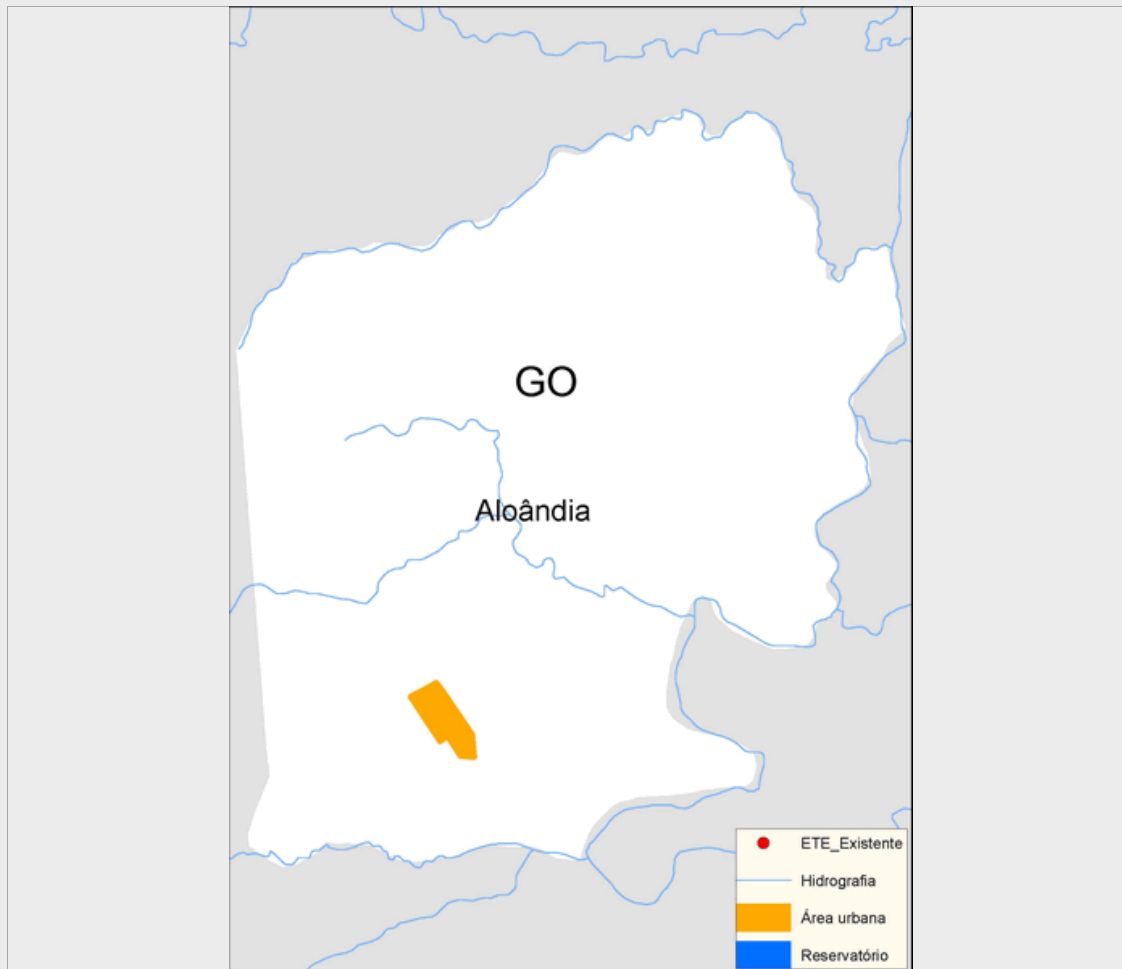 GO
Aloândia
ETE_Existente
Hidrografia
Área urbana
Reservatório